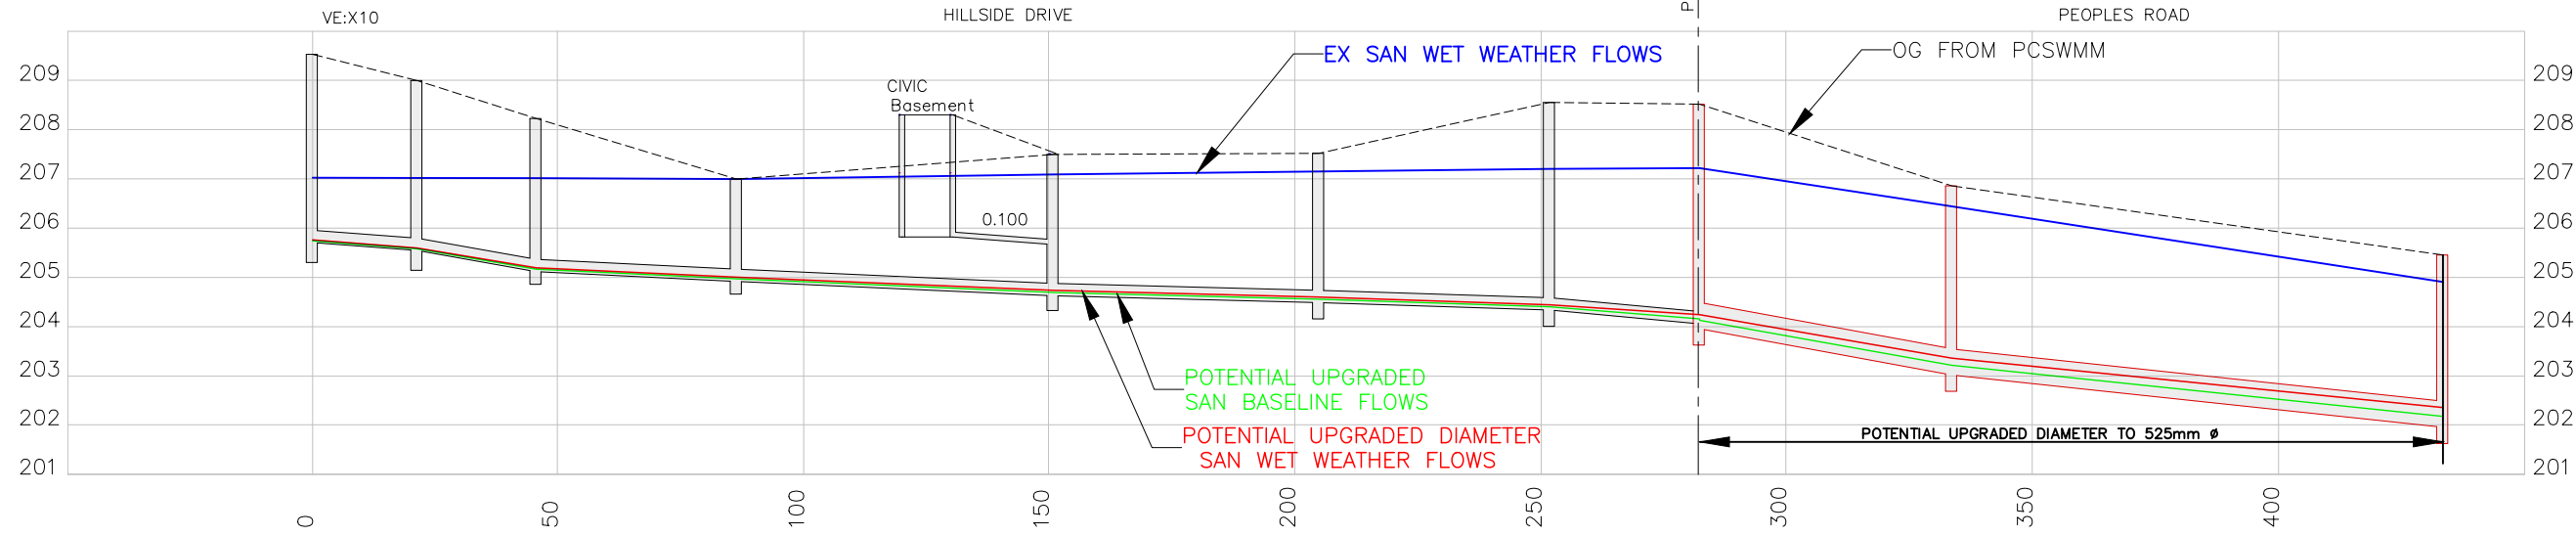 VE:X10
HILLSIDE DRIVE
P
PEOPLES ROAD
EX SAN WET WEATHER FLOWS
OG FROM PCSWMM
209
209
CIVIC
Basement
208
208
207
207
206
0.100
206
205
205
204
204
203
203
POTENTIAL UPGRADED
SAN BASELINE FLOWS
202
202
POTENTIAL UPGRADED DIAMETER
SAN WET WEATHER FLOWS
POTENTIAL UPGRADED DIAMETER TO 525mm ø
201
201
0
50
100
150
200
250
300
350
400